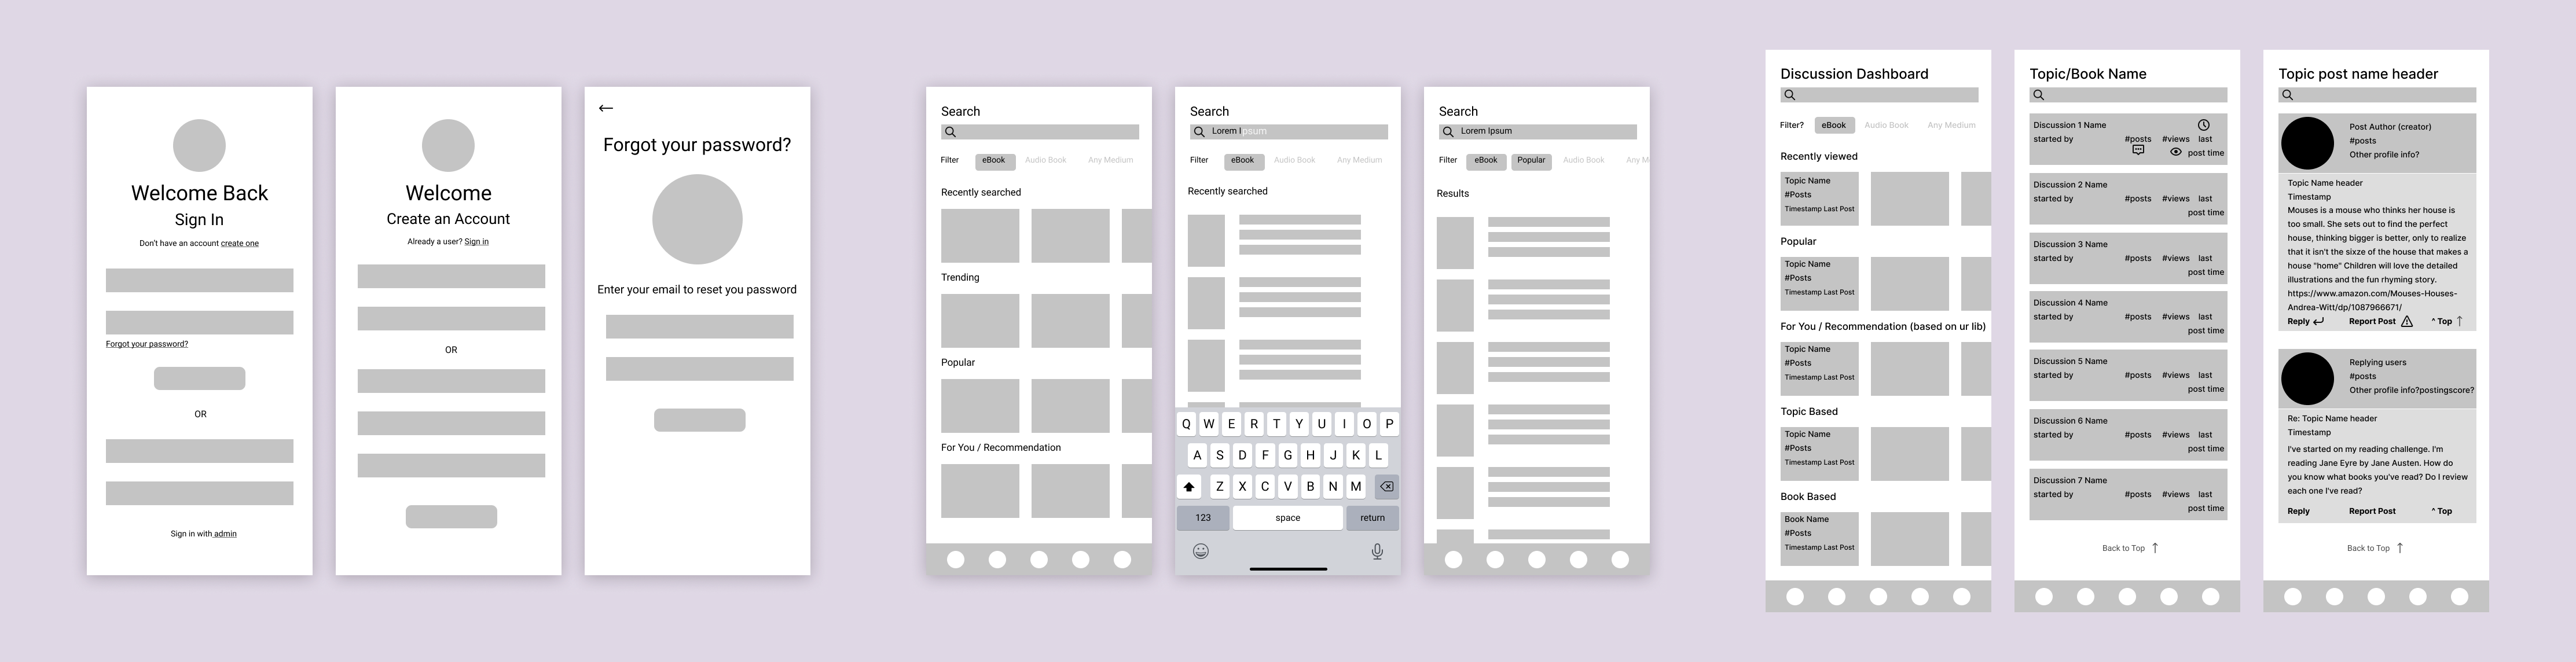 Welcome Back
Sign In
Don't have an account create one
Forgot your password?
OR
Sign in with admin
Welcome
Create an Account
Already a user? Sign in
OR
Forgot your password?
Enter your email to reset you password
Search
Filter eBook Audio Book Any Medium
Recently searched
Trending
Popular
For You / Recommendation
Search
Lorem Ipsum
Filter eBook Audio Book Any Medium
Recently searched
Q W E R T Y U I O P
A S D F G H J K L
Z X C V B N M
123 space return
Search
Lorem Ipsum
Filter eBook Popular Audio Book Any M
Results
Discussion Dashboard
Filter? eBook Audio Book Any Medium
Recently viewed
Topic Name
#Posts
Timestamp Last Post
Popular
Topic Name
#Posts
Timestamp Last Post
For You / Recommendation (based on ur lib)
Topic Name
#Posts
Timestamp Last Post
Topic Based
Topic Name
#Posts
Timestamp Last Post
Book Based
Book Name
#Posts
Timestamp Last Post
Topic/Book Name
Discussion 1 Name
started by #posts #views last
post time
Discussion 2 Name
started by #posts #views last
post time
Discussion 3 Name
started by #posts #views last
post time
Discussion 4 Name
started by #posts #views last
post time
Discussion 5 Name
started by #posts #views last
post time
Discussion 6 Name
started by #posts #views last
post time
Discussion 7 Name
started by #posts #views last
post time
Back to Top
Topic post name header
Post Author (creator)
#posts
Other profile info?
Topic Name header
Timestamp
Mouses is a mouse who thinks her house is
too small. She sets out to find the perfect
house, thinking bigger is better, only to realize
that it isn't the sixze of the house that makes a
house "home" Children will love the detailed
illustrations and the fun rhyming story.
https://www.amazon.com/Mouses-Houses-
Andrea-Witt/dp/1087966671/
Reply Report Post ^ Top
Replying users
#posts
Other profile info?postingscore?
Re: Topic Name header
Timestamp
I've started on my reading challenge. I'm
reading Jane Eyre by Jane Austen. How do
you know what books you've read? Do I review
each one I've read?
Reply Report Post ^ Top
Back to Top